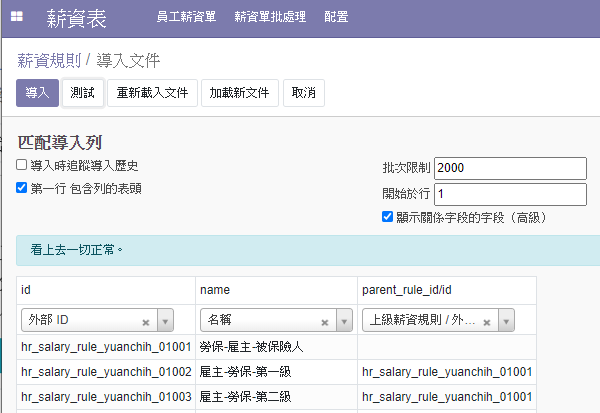 薪資表 員工薪資單 薪資單批處理 配置
薪資規則 / 導入文件
導入 測試 重新載入文件 加載新文件 取消
匹配導入列
導入時追蹤導入歷史 批次限制 2000
第一行 包含列的表頭 開始於行 1
顯示關係字段的字段（高級）
看上去一切正常。
id name parent_rule_id/id
外部 ID × 名稱 × 上級薪資規則 / 外... ×
hr_salary_rule_yuanchih_01001 勞保-雇主-被保險人
hr_salary_rule_yuanchih_01002 雇主-勞保-第一級 hr_salary_rule_yuanchih_01001
hr_salary_rule_yuanchih_01003 雇主-勞保-第二級 hr_salary_rule_yuanchih_01001